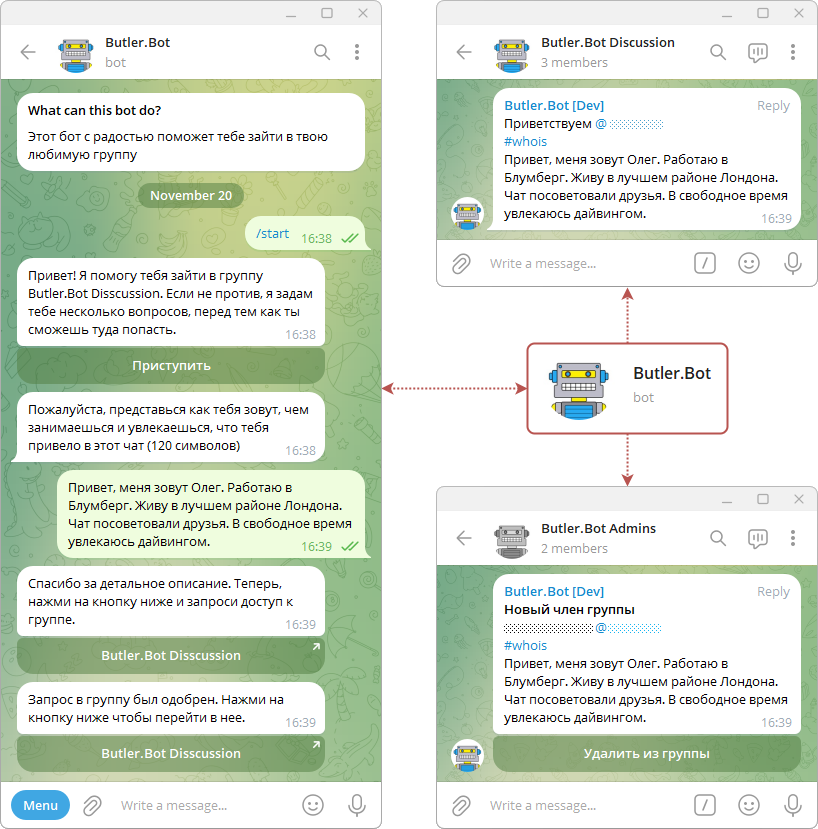 Butler.Bot
bot
What can this bot do?
Этот бот с радостью поможет тебе зайти в твою
любимую группу
November 20
/start
16:38
Привет! Я помогу тебя зайти в группу
Butler.Bot Disscussion. Если не против, я задам
тебе несколько вопросов, перед тем как ты
сможешь туда попасть.
16:38
Приступить
Пожалуйста, представься как тебя зовут, чем
занимаешься и увлекаешься, что тебя
привело в этот чат (120 символов)
16:38
Привет, меня зовут Олег. Работаю в
Блумберг. Живу в лучшем районе Лондона.
Чат посоветовали друзья. В свободное время
увлекаюсь дайвингом.
16:39
Спасибо за детальное описание. Теперь,
нажми на кнопку ниже и запроси доступ к
группе.
16:39
Butler.Bot Disscussion
Запрос в группу был одобрен. Нажми на
кнопку ниже чтобы перейти в нее.
16:39
Butler.Bot Disscussion
Menu
Write a message...
Butler.Bot Discussion
3 members
Butler.Bot [Dev]
Reply
Приветствуем @
#whois
Привет, меня зовут Олег. Работаю в
Блумберг. Живу в лучшем районе Лондона.
Чат посоветовали друзья. В свободное время
увлекаюсь дайвингом.
16:39
Write a message...
/
Butler.Bot
bot
Butler.Bot Admins
2 members
Butler.Bot [Dev]
Reply
Новый член группы
@
#whois
Привет, меня зовут Олег. Работаю в
Блумберг. Живу в лучшем районе Лондона.
Чат посоветовали друзья. В свободное время
увлекаюсь дайвингом.
16:39
Удалить из группы
Write a message...
/